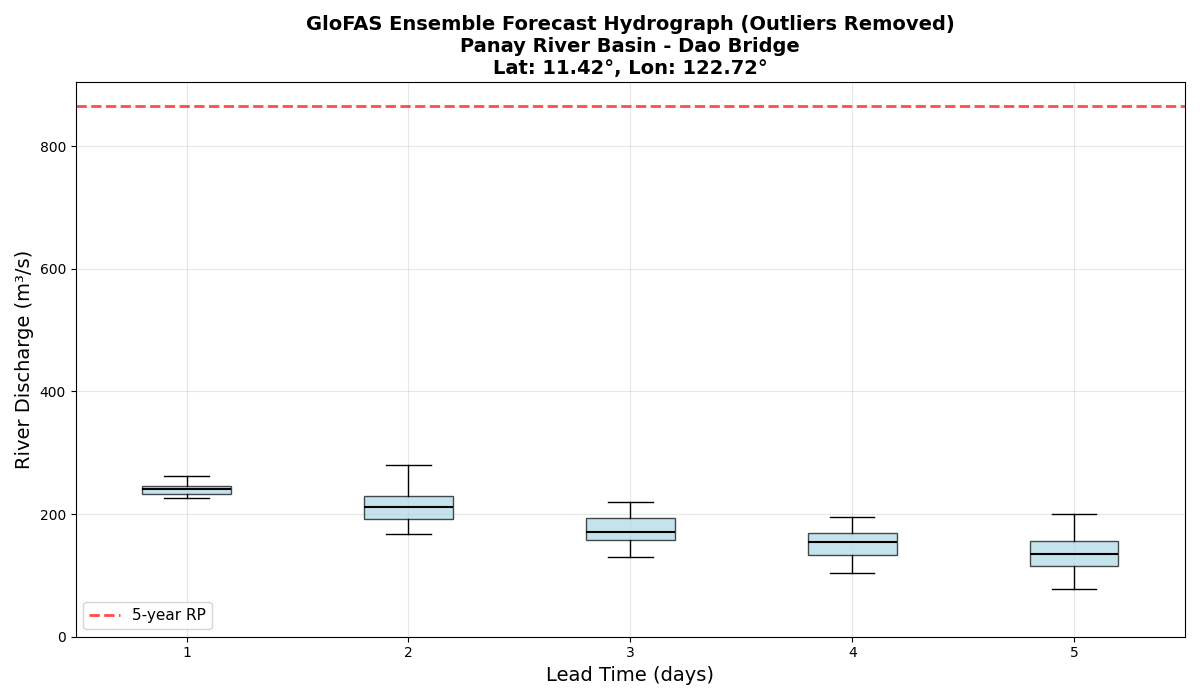 GloFAS Ensemble Forecast Hydrograph (Outliers Removed)
Panay River Basin - Dao Bridge
Lat: 11.42°, Lon: 122.72°
River Discharge (m³/s)
800
600
400
200
0
5-year RP
1
2
3
4
5
Lead Time (days)